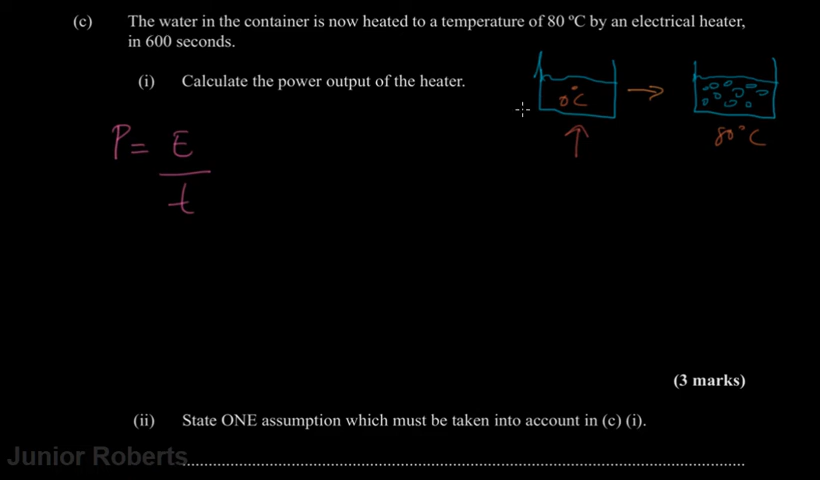 (c) The water in the container is now heated to a temperature of 80 ºC by an electrical heater,
in 600 seconds.
(i) Calculate the power output of the heater.
0°C
80°C
P = E
t
(3 marks)
(ii) State ONE assumption which must be taken into account in (c) (i).
Junior Roberts